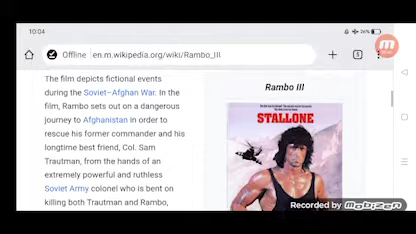 10:04
26%
Offline en.m.wikipedia.org/wiki/Rambo_III
5
The film depicts fictional events
during the Soviet–Afghan War. In the
film, Rambo sets out on a dangerous
journey to Afghanistan in order to
rescue his former commander and his
longtime best friend, Col. Sam
Trautman, from the hands of an
extremely powerful and ruthless
Soviet Army colonel who is bent on
killing both Trautman and Rambo,
Rambo III
STALLONE
Recorded by mobizen